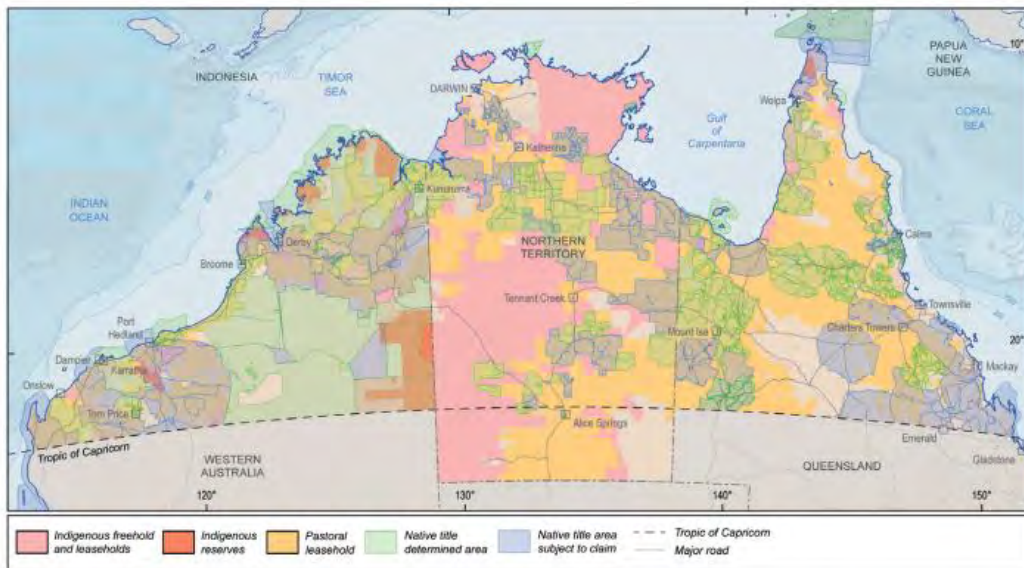 INDONESIA
TIMOR
SEA
DARWIN
PAPUA
NEW
GUINEA
10°
Weipa
CORAL
SEA
Gulf
of
Carpentaria
Katherine
Kununurra
INDIAN
OCEAN
Derby
Broome
NORTHERN
TERRITORY
Cairns
Tennant Creek
Townsville
Port
Hedland
Mount Isa
Charters Towers
20°
Dampier
Karratha
Mackay
Onslow
Tom Price
Alice Springs
Emerald
Tropic of Capricorn
WESTERN
AUSTRALIA
QUEENSLAND
Gladstone
120°
130°
140°
150°
Indigenous freehold
and leaseholds
Indigenous
reserves
Pastoral
leasehold
Native title
determined area
Native title area
subject to claim
Tropic of Capricorn
Major road